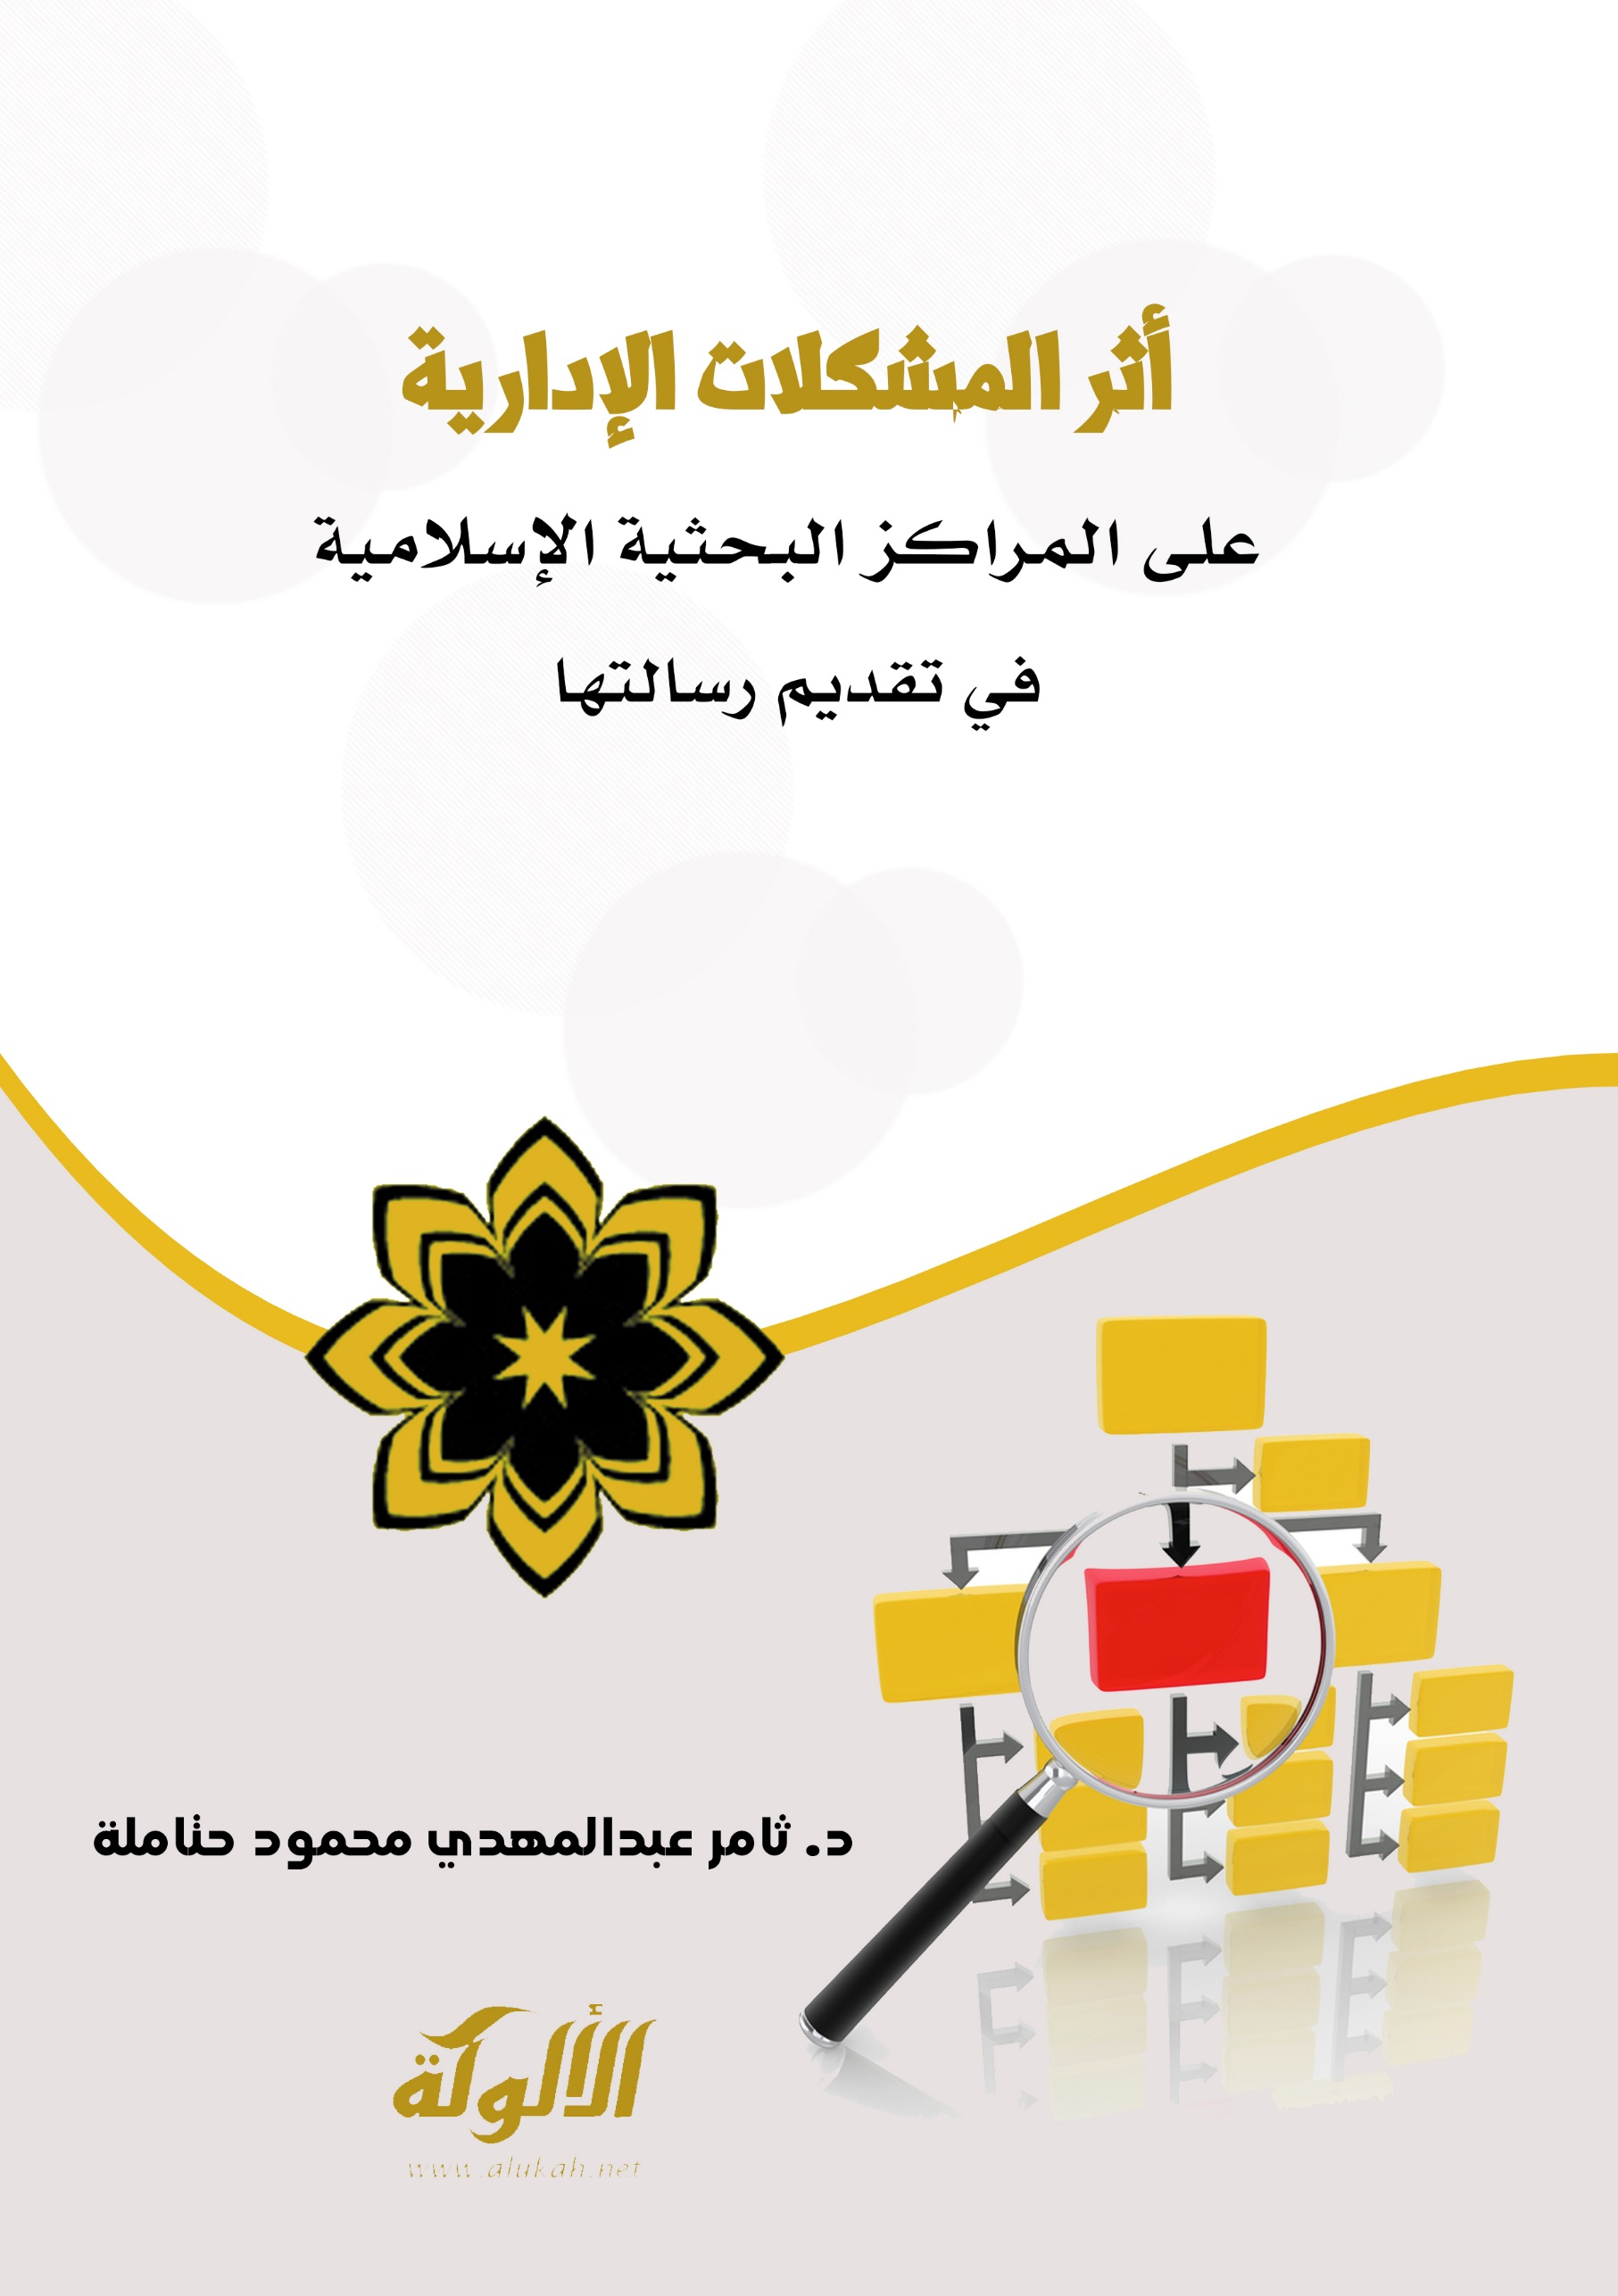 أثر المشكلات الإدارية
على المراكز البحثية الإسلامية
في تقديم رسالتها
د. ثامر عبدالمهدي محمود حتاملة
الألوكة
www.alukah.net